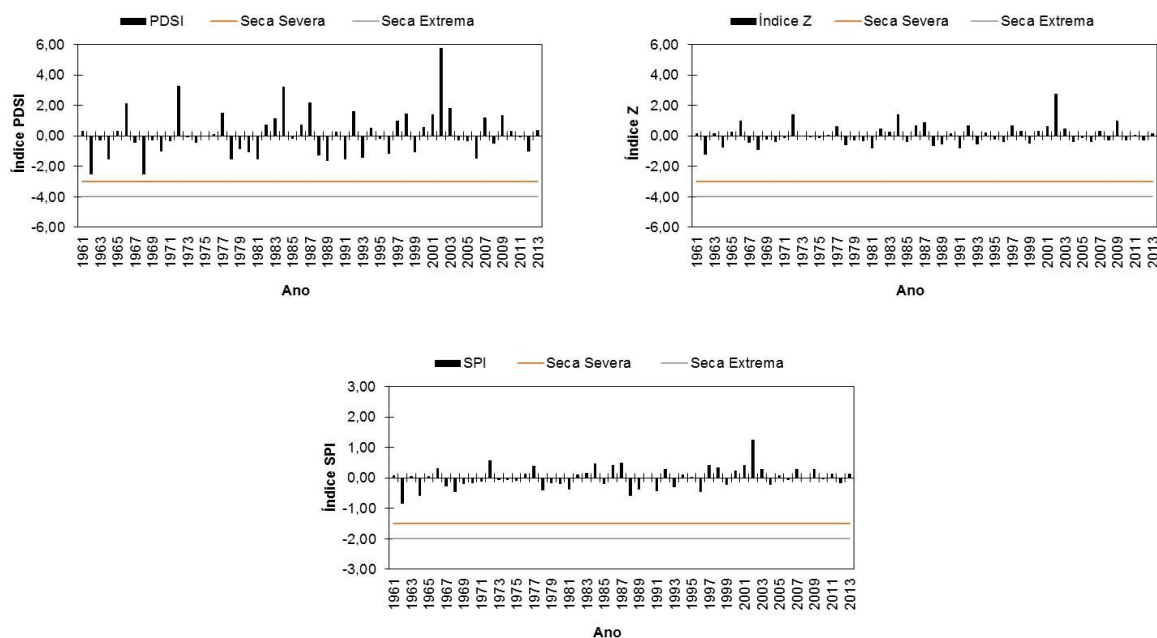 PDSI Seca Severa Seca Extrema
6,00
4,00
2,00
0,00
-2,00
-4,00
-6,00
Índice PDSI
1961 1963 1965 1967 1969 1971 1973 1975 1977 1979 1981 1983 1985 1987 1989 1991 1993 1995 1997 1999 2001 2003 2005 2007 2009 2011 2013
Ano
Índice Z Seca Severa Seca Extrema
6,00
4,00
2,00
0,00
-2,00
-4,00
-6,00
Índice Z
1961 1963 1965 1967 1969 1971 1973 1975 1977 1979 1981 1983 1985 1987 1989 1991 1993 1995 1997 1999 2001 2003 2005 2007 2009 2011 2013
Ano
SPI Seca Severa Seca Extrema
3,00
2,00
1,00
0,00
-1,00
-2,00
-3,00
Índice SPI
1961 1963 1965 1967 1969 1971 1973 1975 1977 1979 1981 1983 1985 1987 1989 1991 1993 1995 1997 1999 2001 2003 2005 2007 2009 2011 2013
Ano